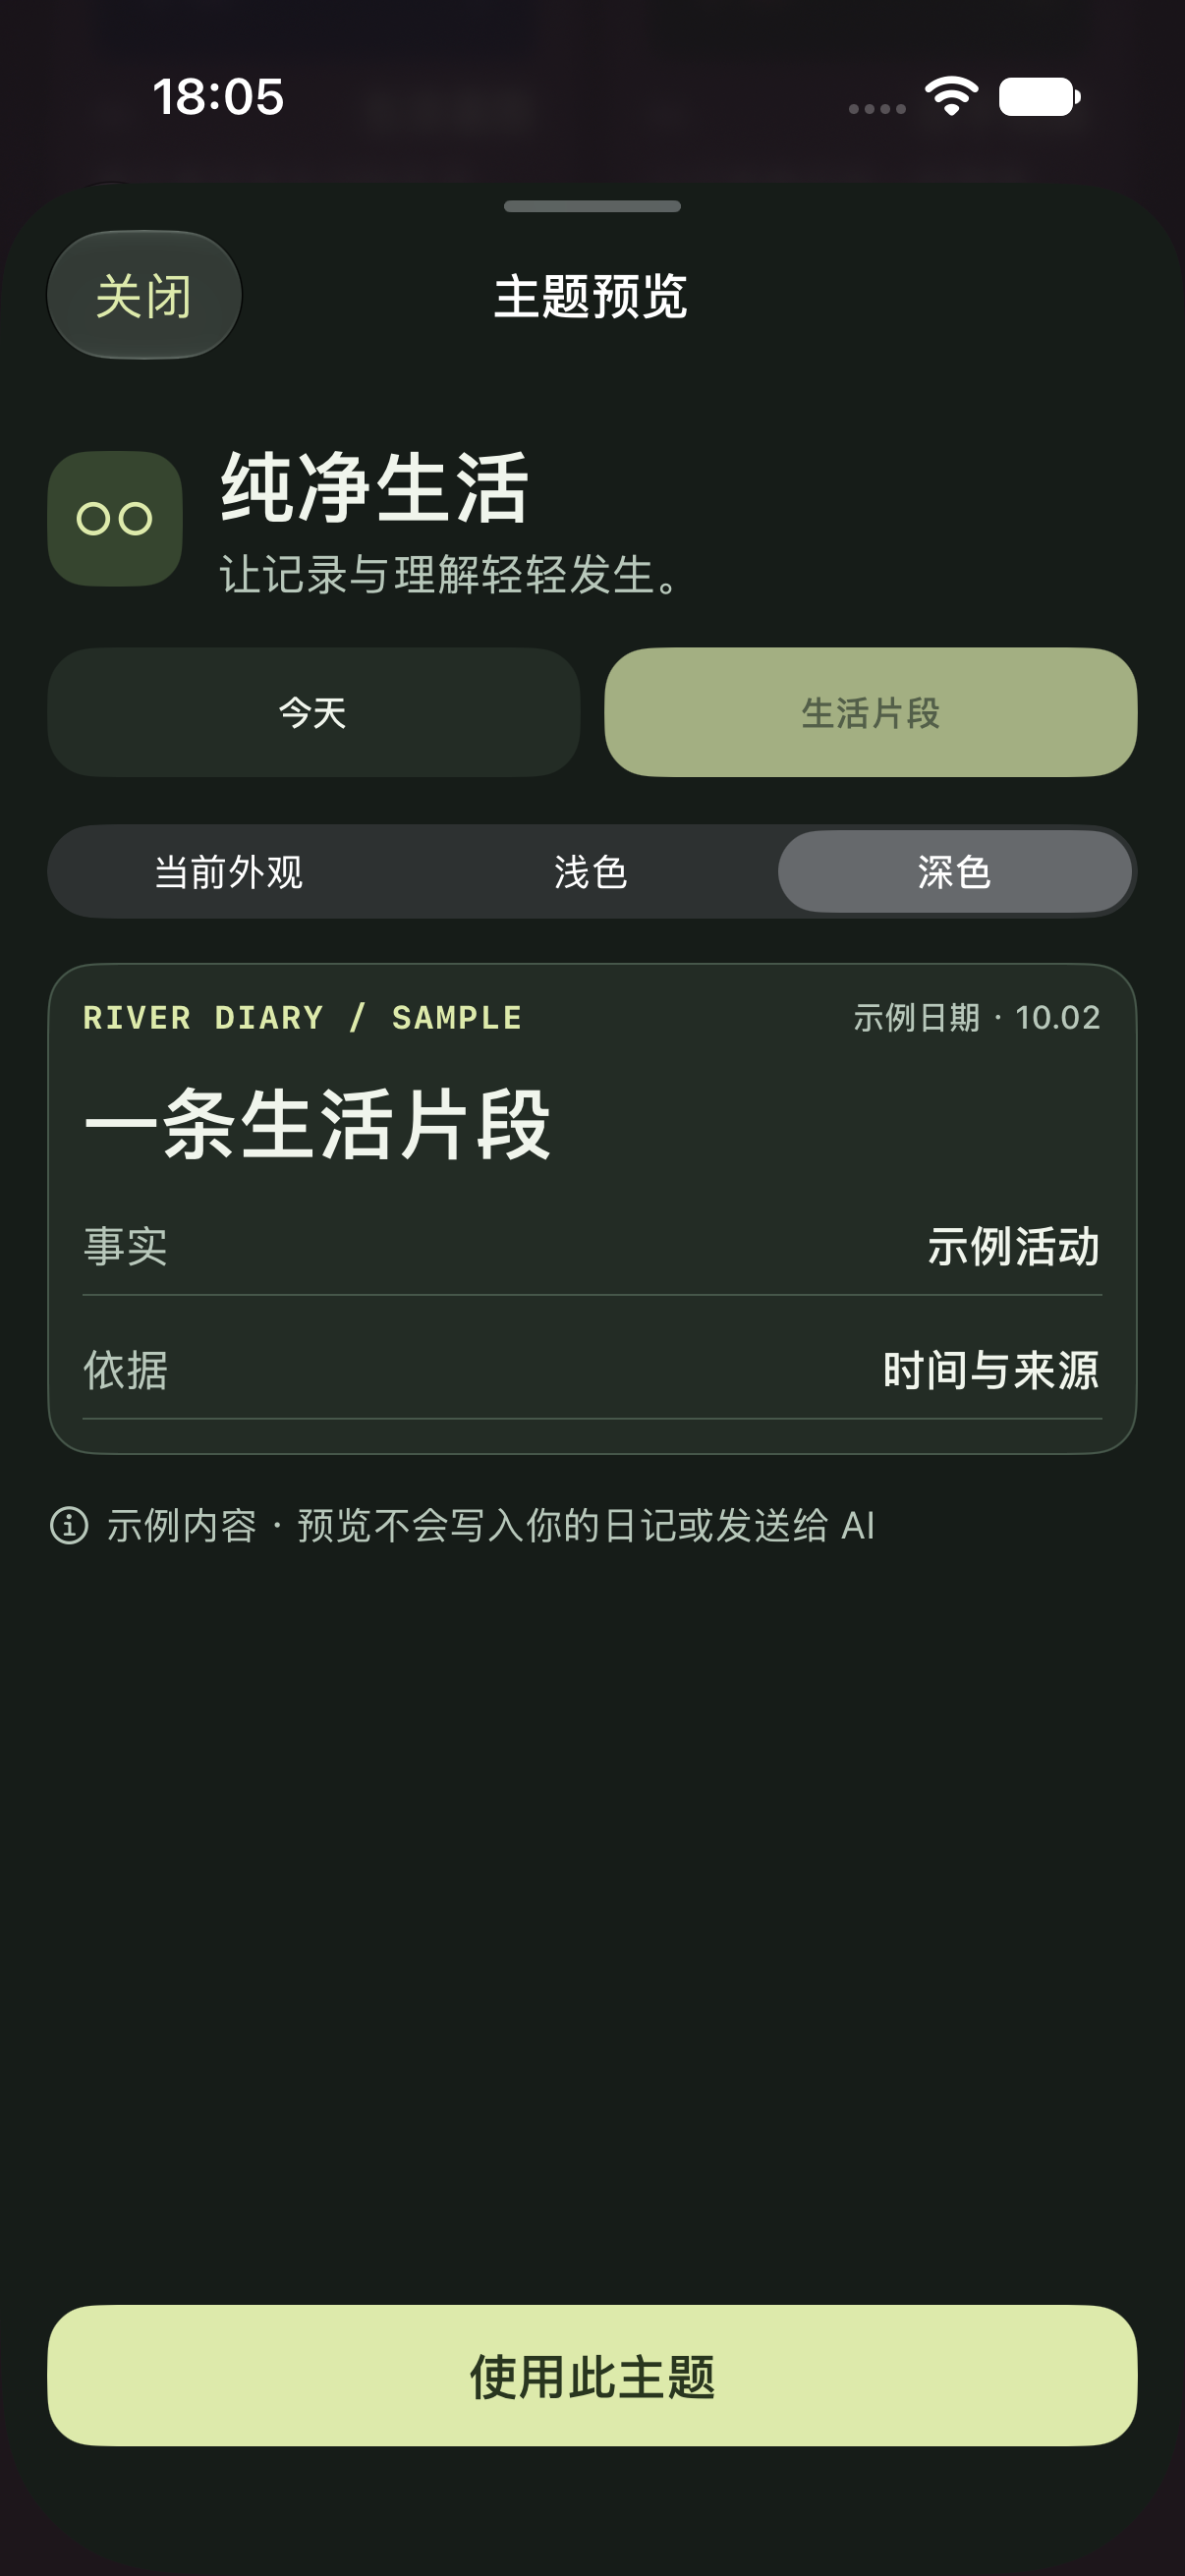 18:05
关闭
主题预览
纯净生活
让记录与理解轻轻发生。
今天
生活片段
当前外观
浅色
深色
RIVER DIARY / SAMPLE
示例日期 · 10.02
一条生活片段
事实
示例活动
依据
时间与来源
示例内容 · 预览不会写入你的日记或发送给 AI
使用此主题